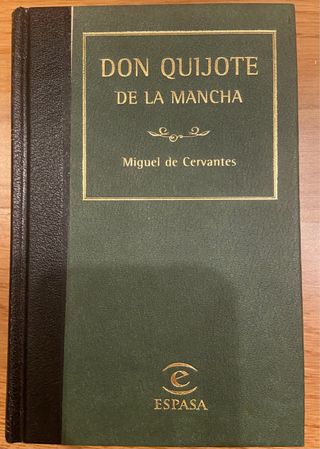 DON QUIJOTE
DE LA MANCHA
Miguel de Cervantes
e
ESPASA